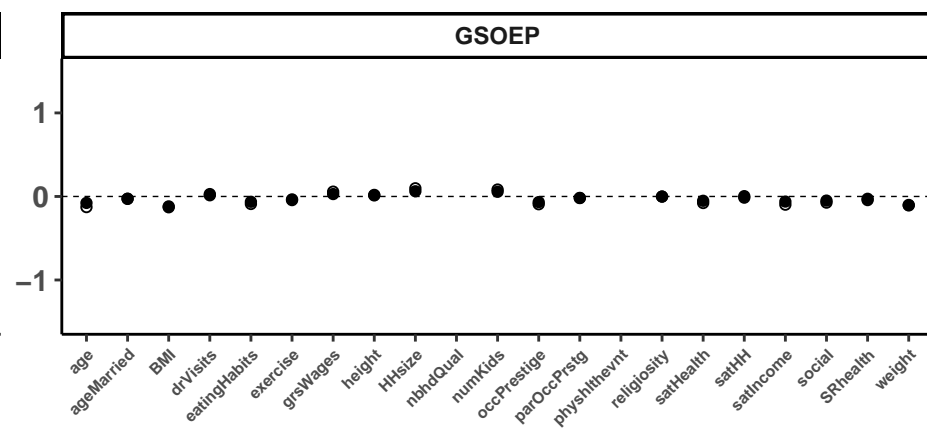 GSOEP
1
0
−1
age
ageMarried
BMI
drVisits
eatingHabits
exercise
grsWages
height
HHsize
nbhdQual
numKids
occPrestige
parOccPrstg
physhlthevnt
religiosity
satHealth
satHH
satIncome
social
SRhealth
weight